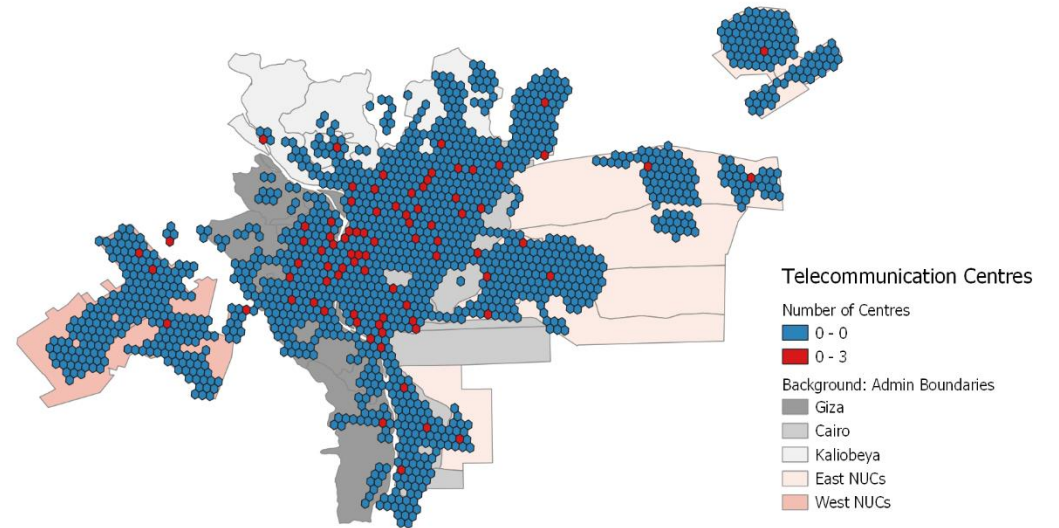 Telecommunication Centres
Number of Centres
0 - 0
0 - 3
Background: Admin Boundaries
Giza
Cairo
Kaliobeya
East NUCs
West NUCs